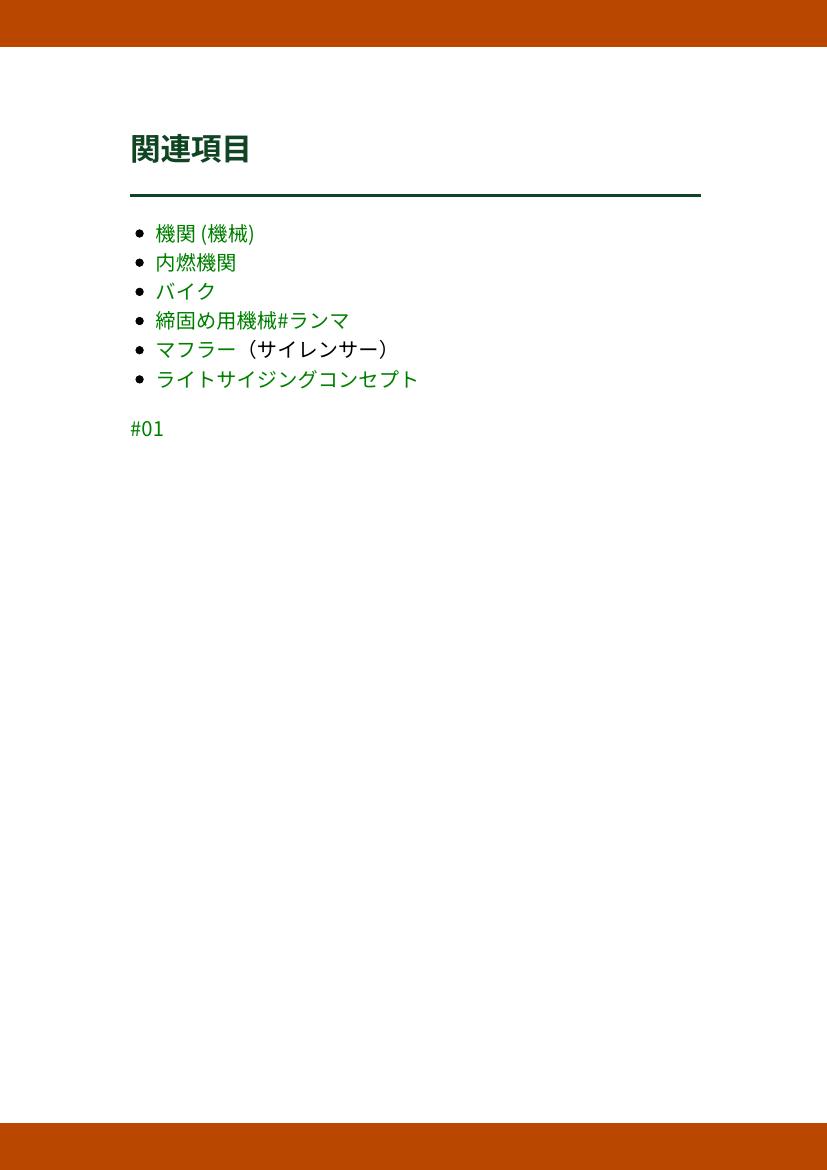 関連項目
機関 (機械)
内燃機関
バイク
締固め用機械#ランマ
マフラー（サイレンサー）
ライトサイジングコンセプト
#01